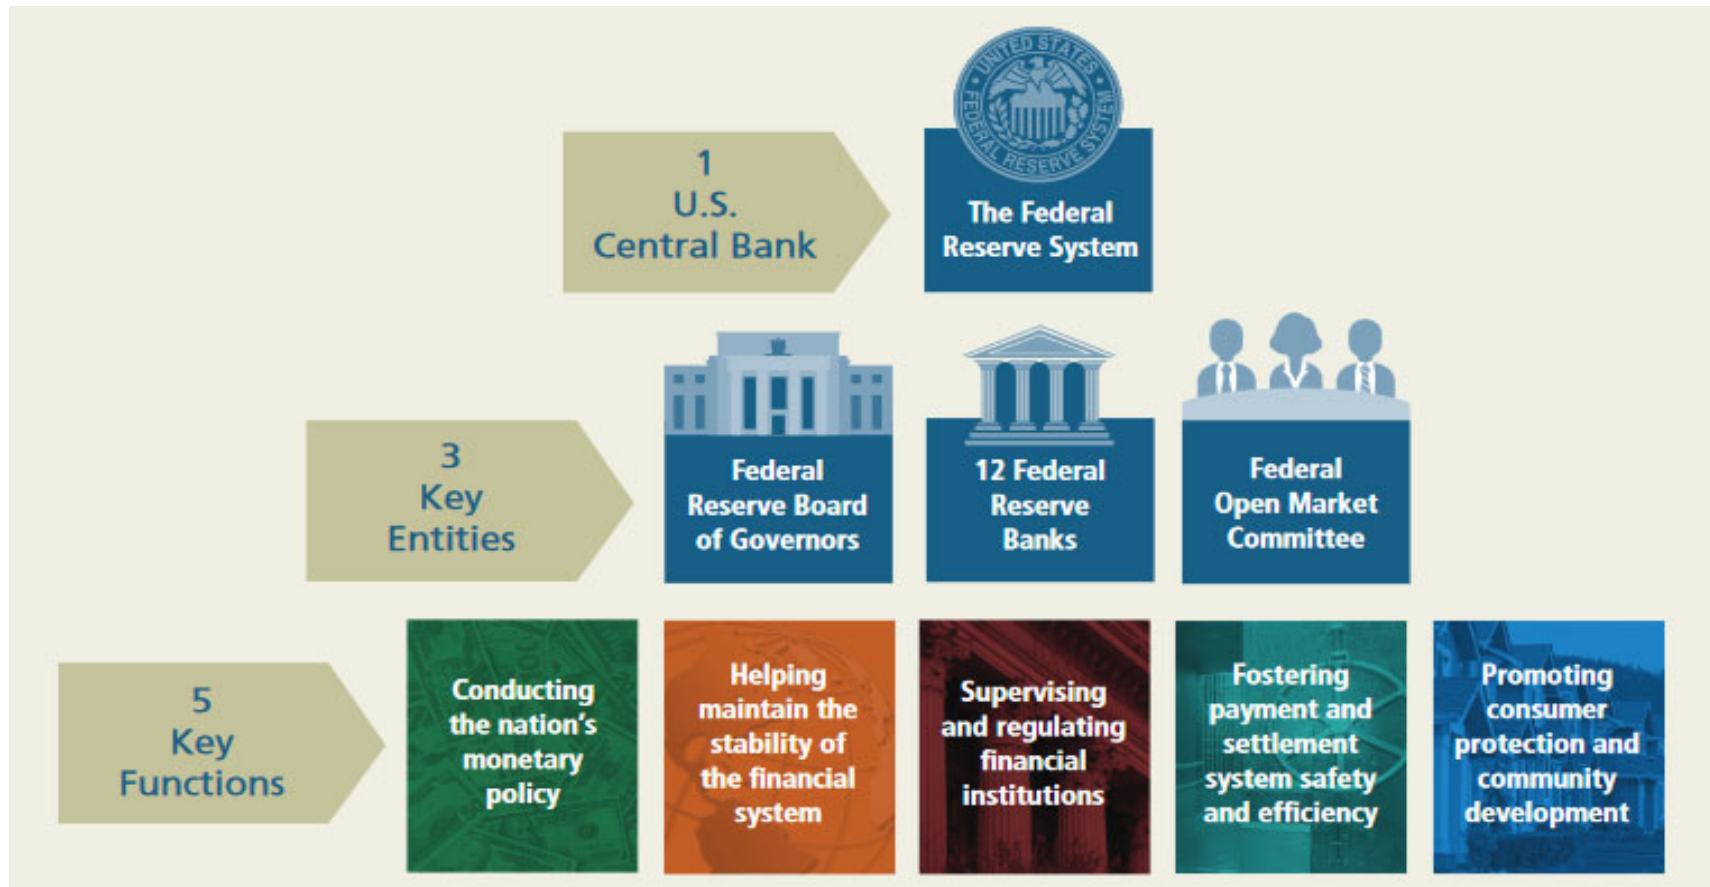 UNITED STATES
FEDERAL RESERVE SYSTEM
1
U.S.
Central Bank
The Federal
Reserve System
3
Key
Entities
Federal
Reserve Board
of Governors
12 Federal
Reserve
Banks
Federal
Open Market
Committee
5
Key
Functions
Conducting
the nation's
monetary
policy
Helping
maintain the
stability of
the financial
system
Supervising
and regulating
financial
institutions
Fostering
payment and
settlement
system safety
and efficiency
Promoting
consumer
protection and
community
development